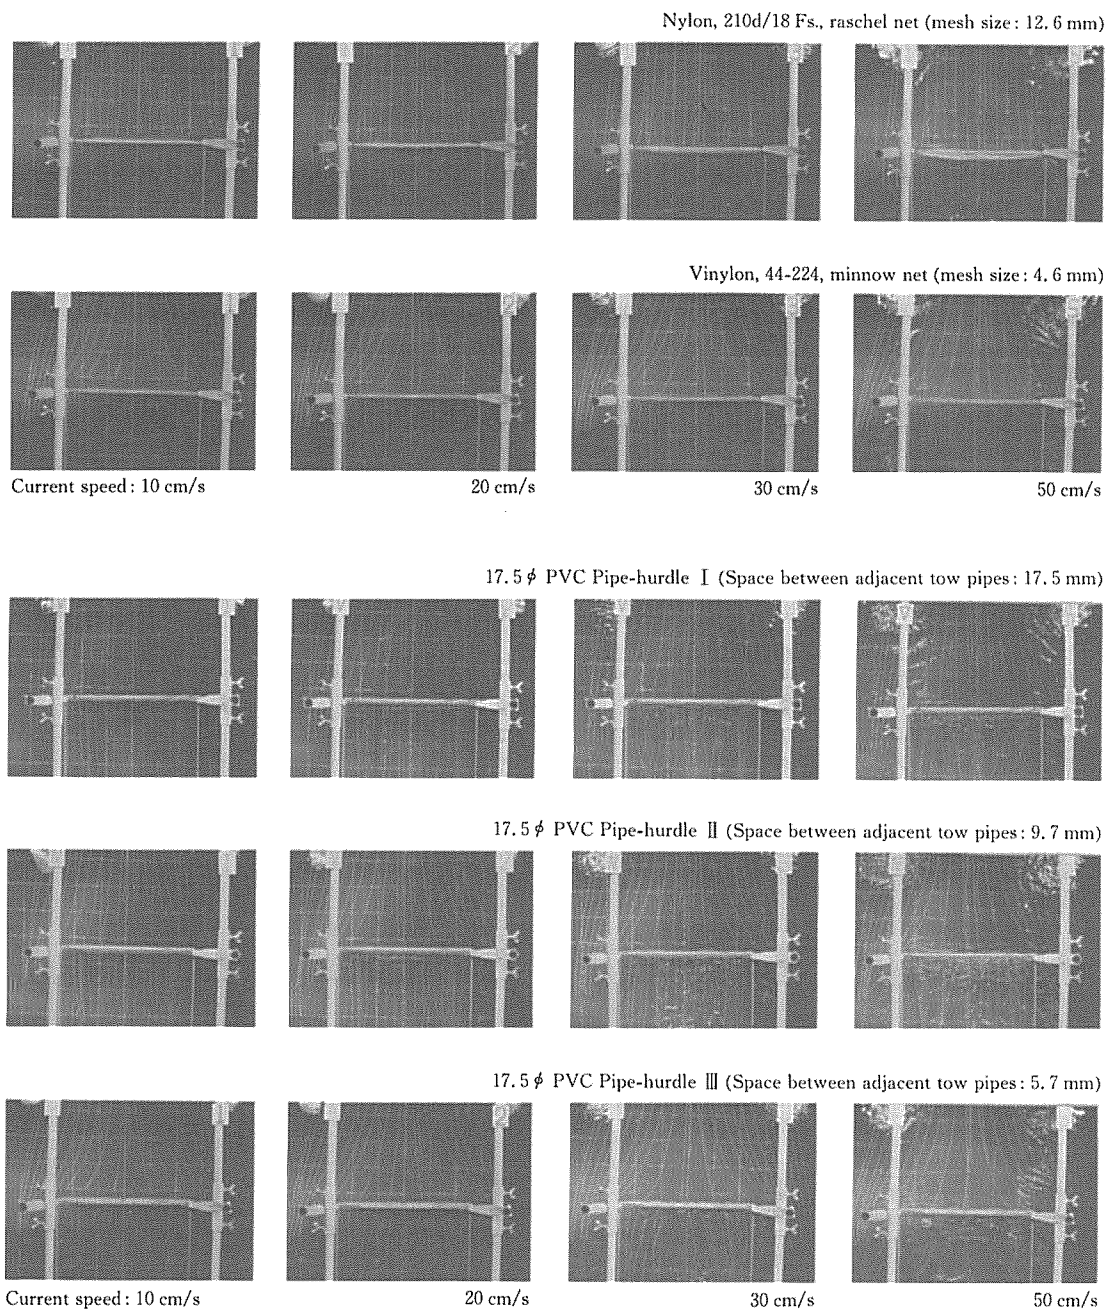 Nylon, 210d/18 Fs., raschel net (mesh size: 12.6 mm)
Vinylon, 44-224, minnow net (mesh size: 4.6 mm)
Current speed: 10 cm/s 20 cm/s 30 cm/s 50 cm/s
17.5φ PVC Pipe-hurdle Ⅰ (Space between adjacent tow pipes: 17.5 mm)
17.5φ PVC Pipe-hurdle Ⅱ (Space between adjacent tow pipes: 9.7 mm)
17.5φ PVC Pipe-hurdle Ⅲ (Space between adjacent tow pipes: 5.7 mm)
Current speed: 10 cm/s 20 cm/s 30 cm/s 50 cm/s